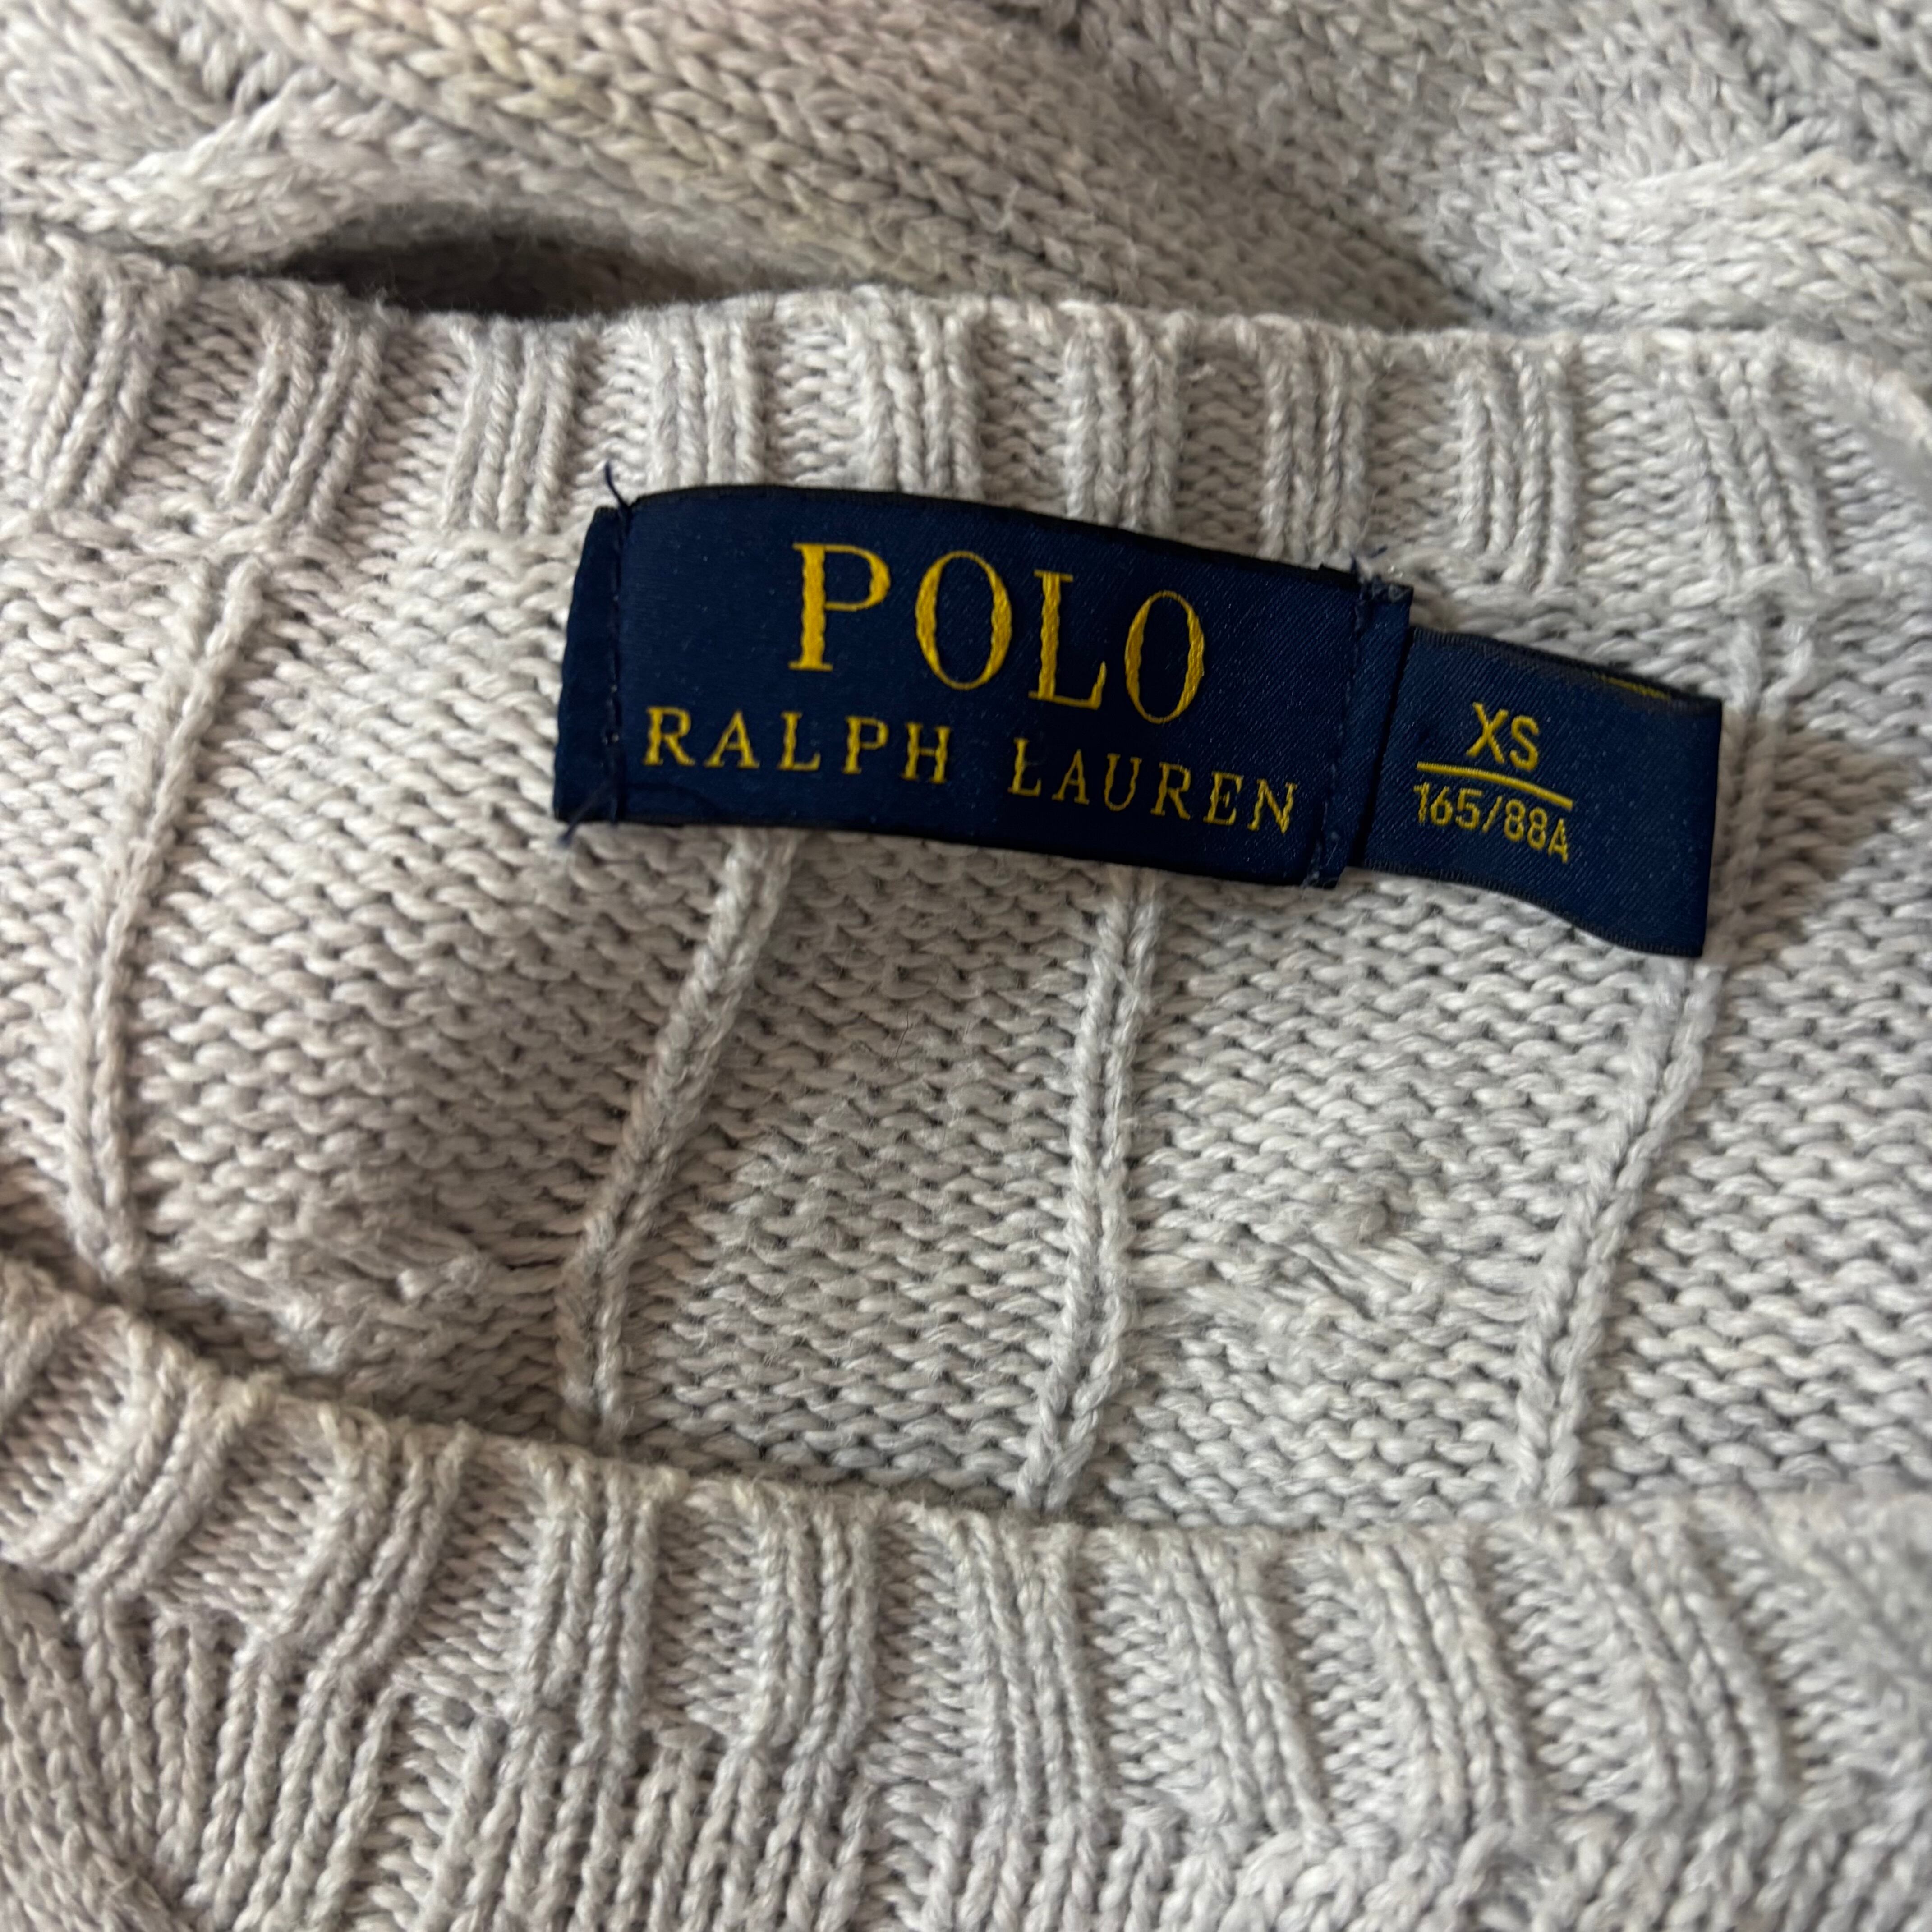 POLO
RALPH LAUREN
XS
165/88A